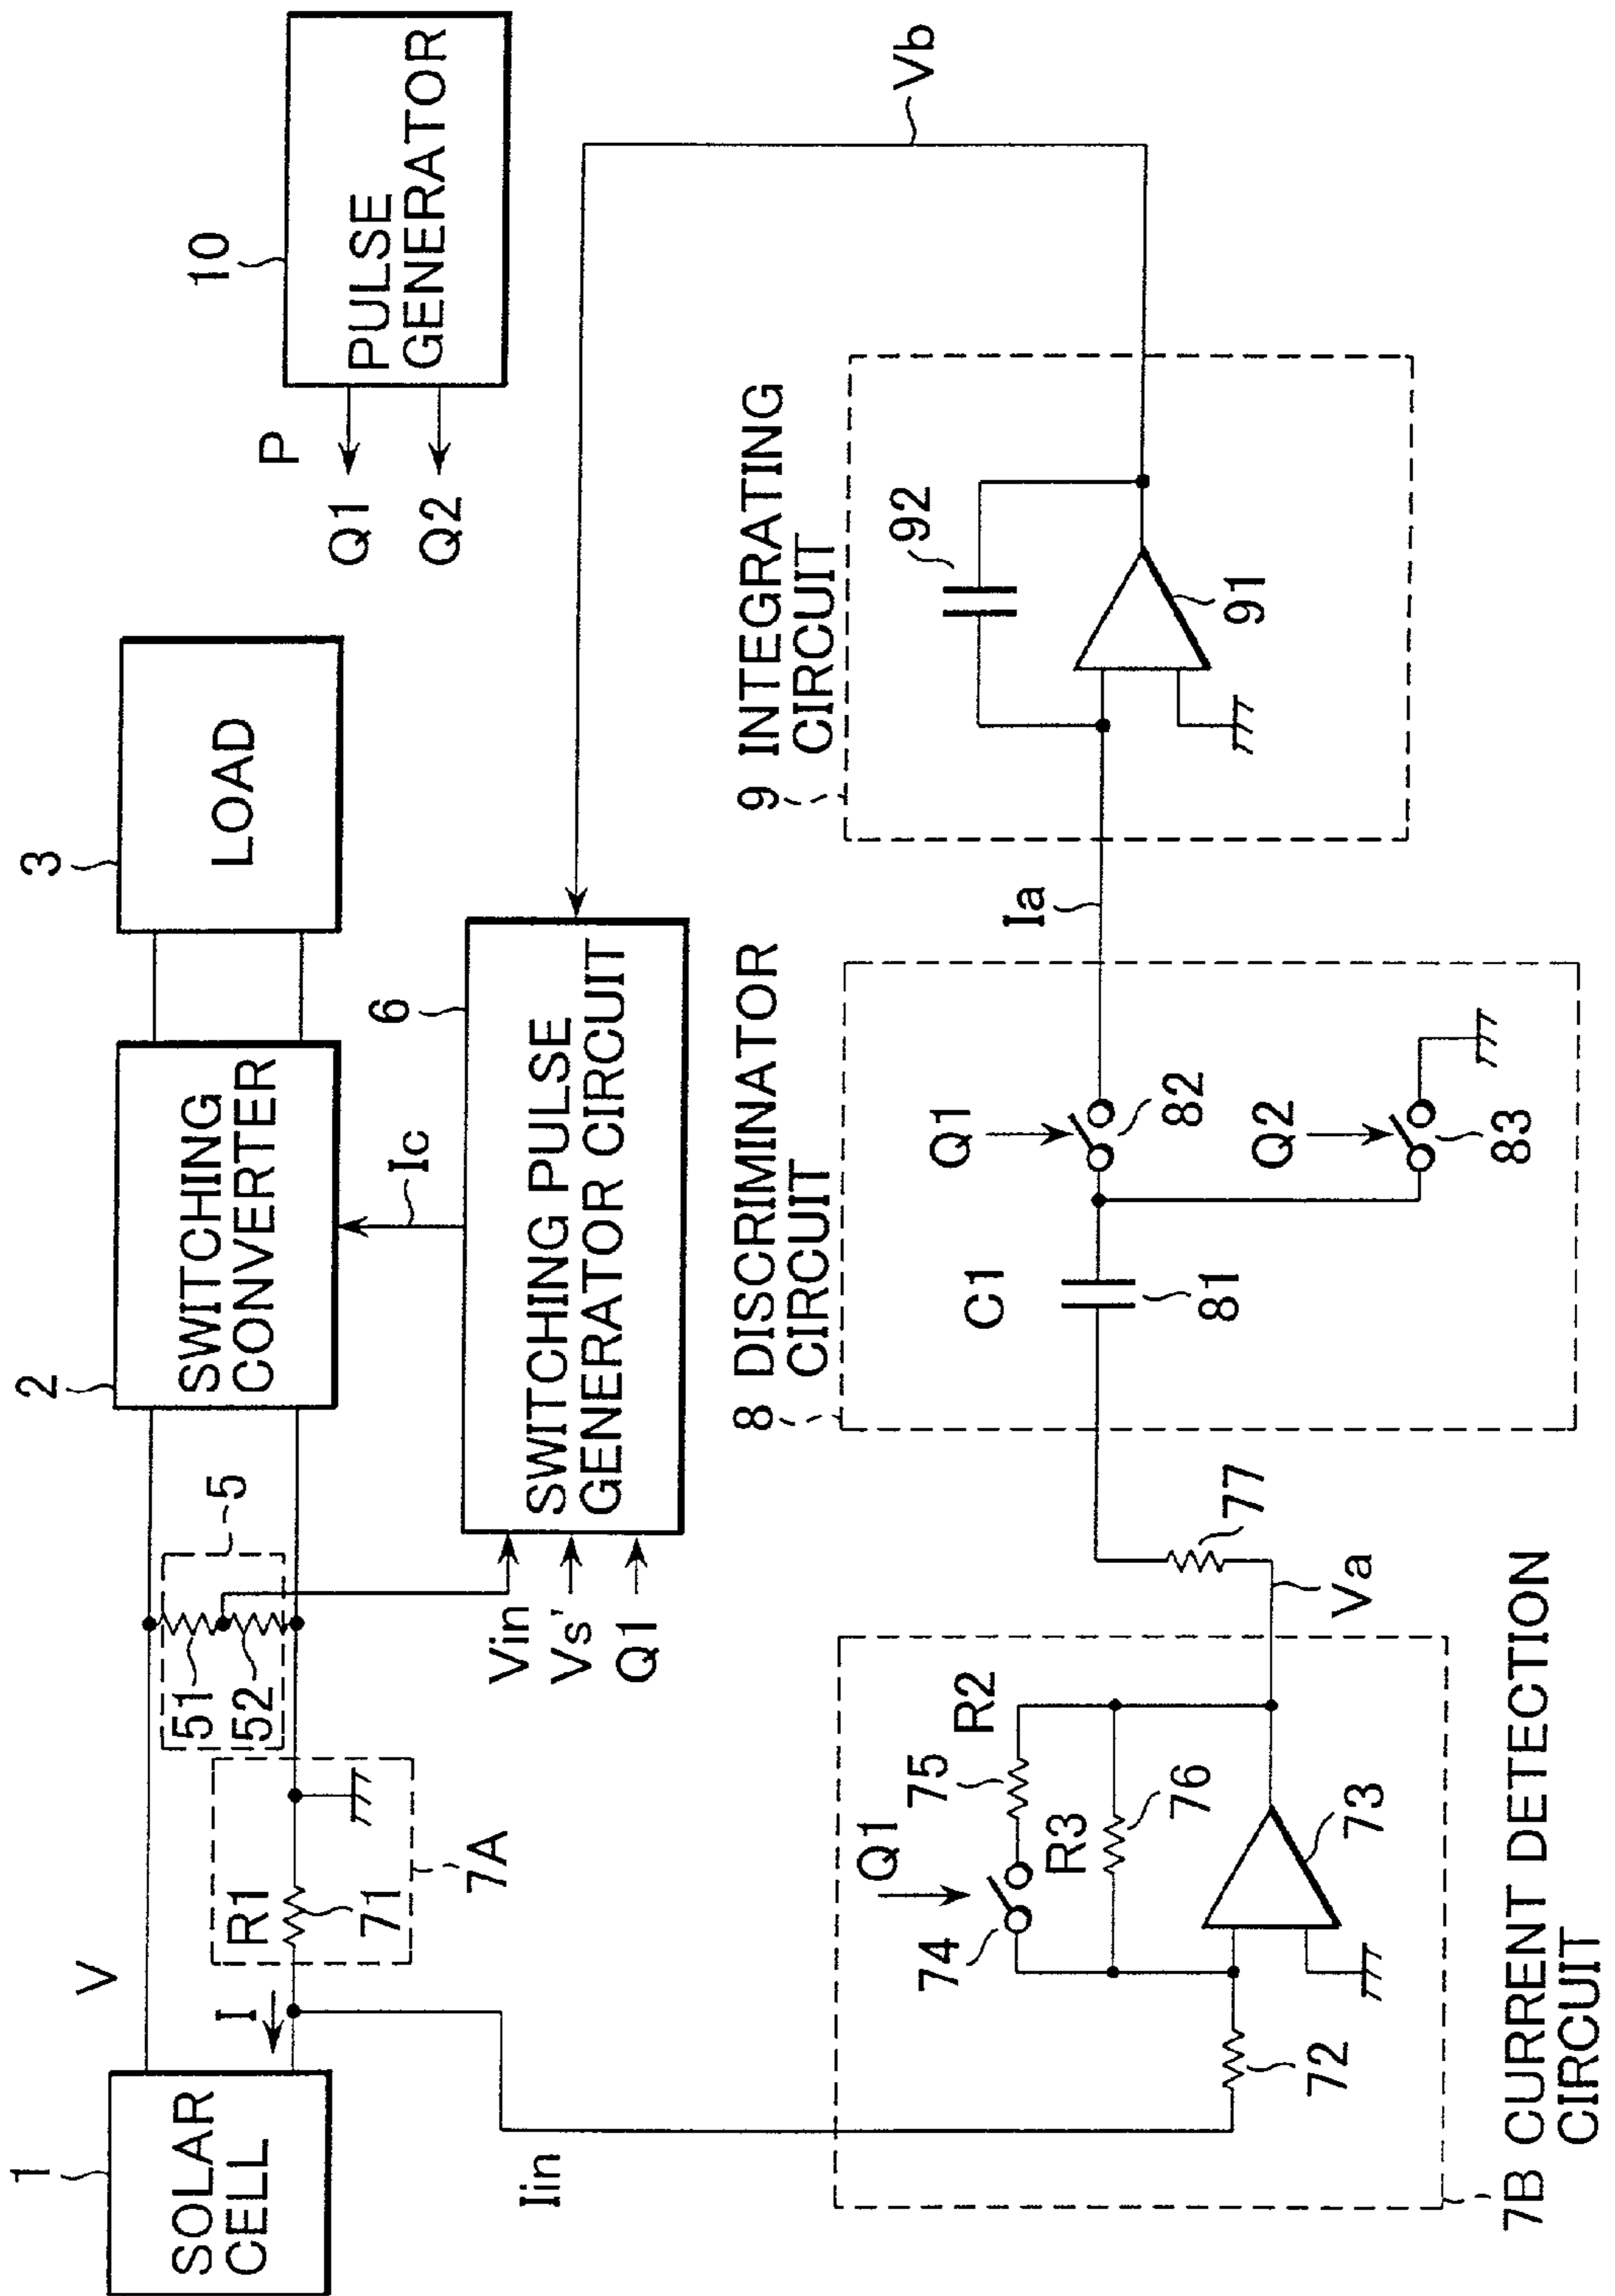 1
SOLAR
CELL
V
I
R1
71
7A
51
52
5
2
SWITCHING
CONVERTER
3
LOAD
10
PULSE
GENERATOR
P
Q1
Q2
Iin
Vin
Vs'
Q1
6
SWITCHING PULSE
GENERATOR CIRCUIT
Ic
Vb
7B CURRENT DETECTION
CIRCUIT
72
73
74
Q1
75
R2
R3
76
Va
77
8 DISCRIMINATOR
CIRCUIT
C1
81
Q1
82
Q2
83
Ia
9 INTEGRATING
CIRCUIT
92
91